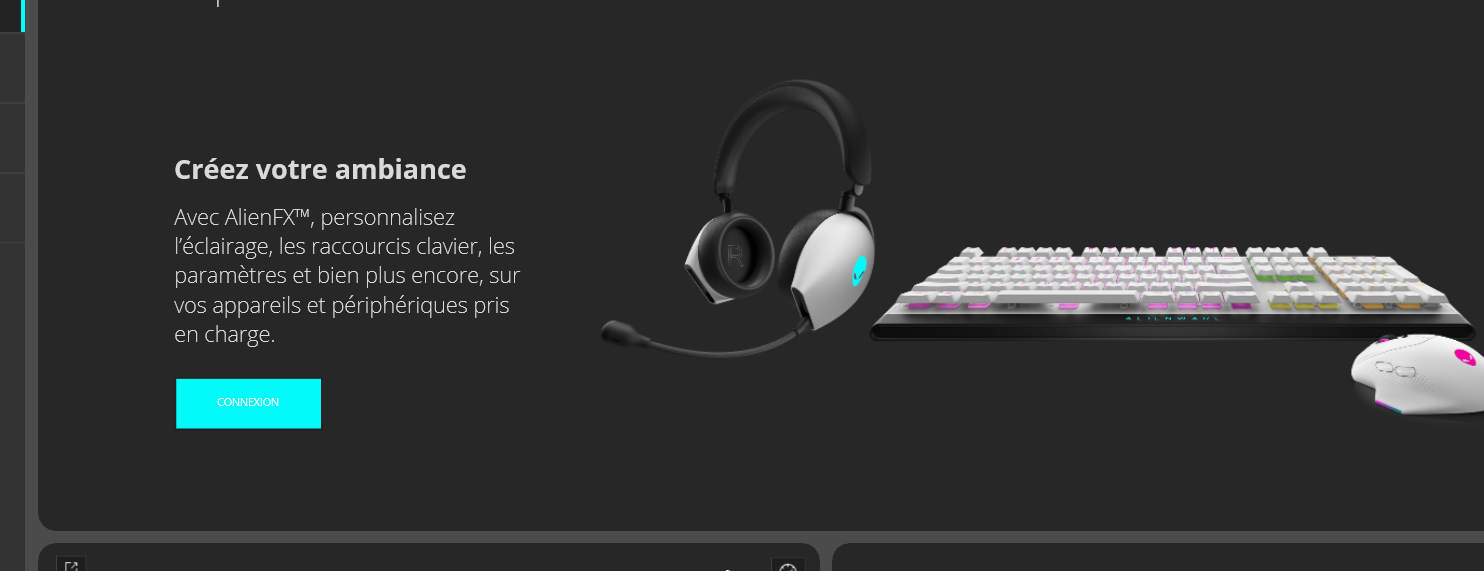 Créez votre ambiance
Avec AlienFX™, personnalisez
l’éclairage, les raccourcis clavier, les
paramètres et bien plus encore, sur
vos appareils et périphériques pris
en charge.
CONNEXION
R
ALIENWARE